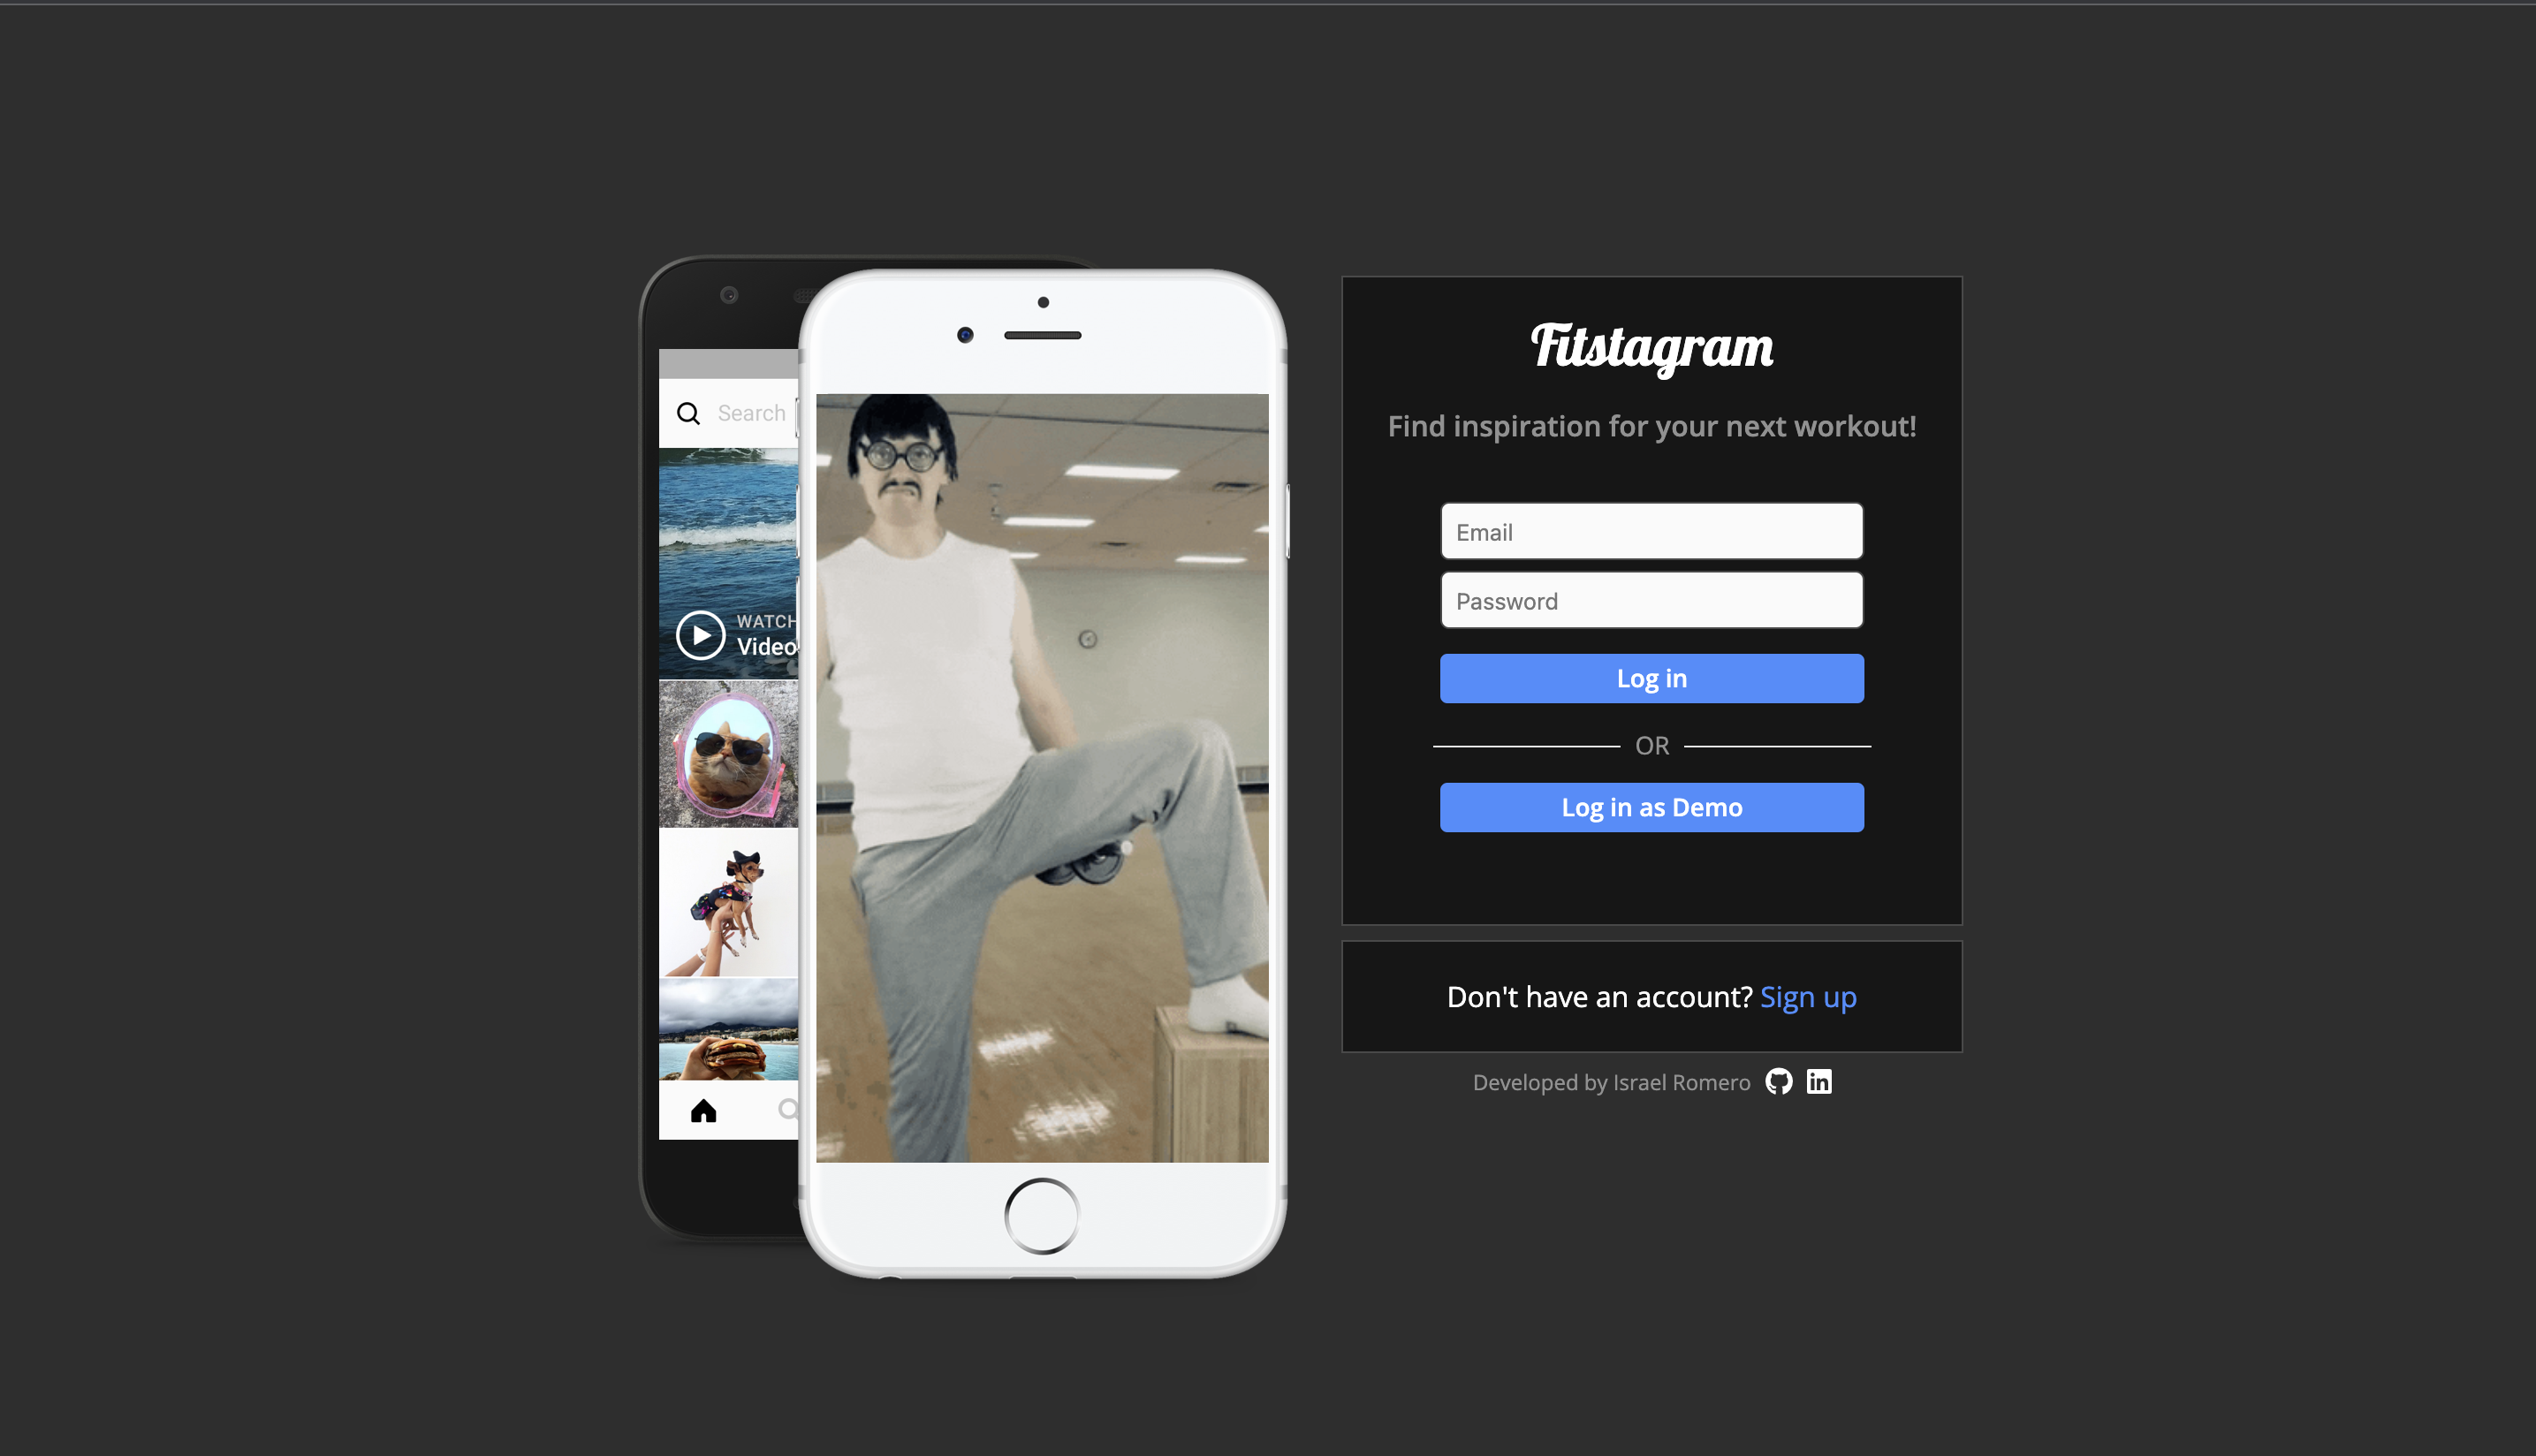 Search
WATCH
Video
Fitstagram
Find inspiration for your next workout!
Email
Password
Log in
OR
Log in as Demo
Don't have an account? Sign up
Developed by Israel Romero
in